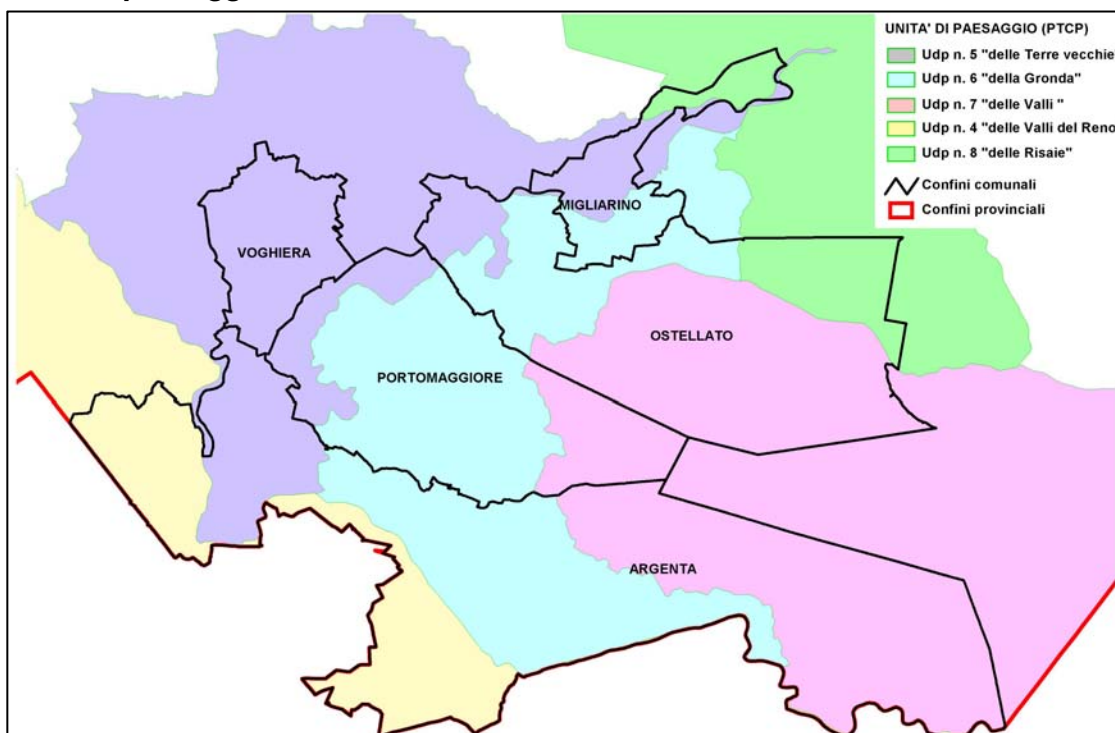 UNITA' DI PAESAGGIO (PTCP)
Udp n. 5 "delle Terre vecchie
Udp n. 6 "della Gronda"
Udp n. 7 "delle Valli "
Udp n. 4 "delle Valli del Reno
Udp n. 8 "delle Risaie"
Confini comunali
Confini provinciali
MIGLIARINO
VOGHIERA
OSTELLATO
PORTOMAGGIORE
ARGENTA